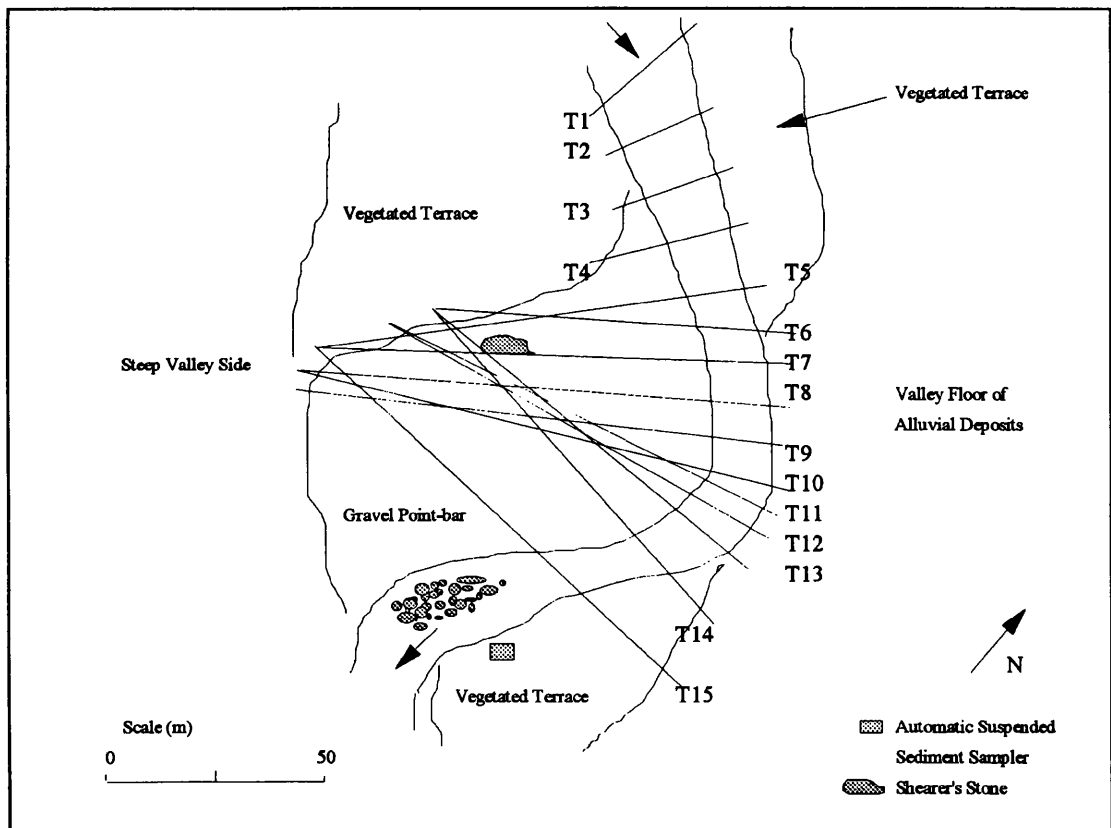 T1
Vegetated Terrace
T2
Vegetated Terrace
T3
T4
T5
T6
T7
Steep Valley Side
T8
Valley Floor of
Alluvial Deposits
T9
T10
Gravel Point-bar
T11
T12
T13
T14
N
Vegetated Terrace
T15
Scale (m)
0
50
Automatic Suspended
Sediment Sampler
Shearer's Stone